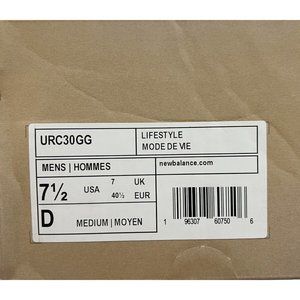 URC30GG
LIFESTYLE
MODE DE VIE
MENS | HOMMES
newbalance.com
7½ USA 7 UK
40½ EUR
D MEDIUM | MOYEN
1 96307 60750 6